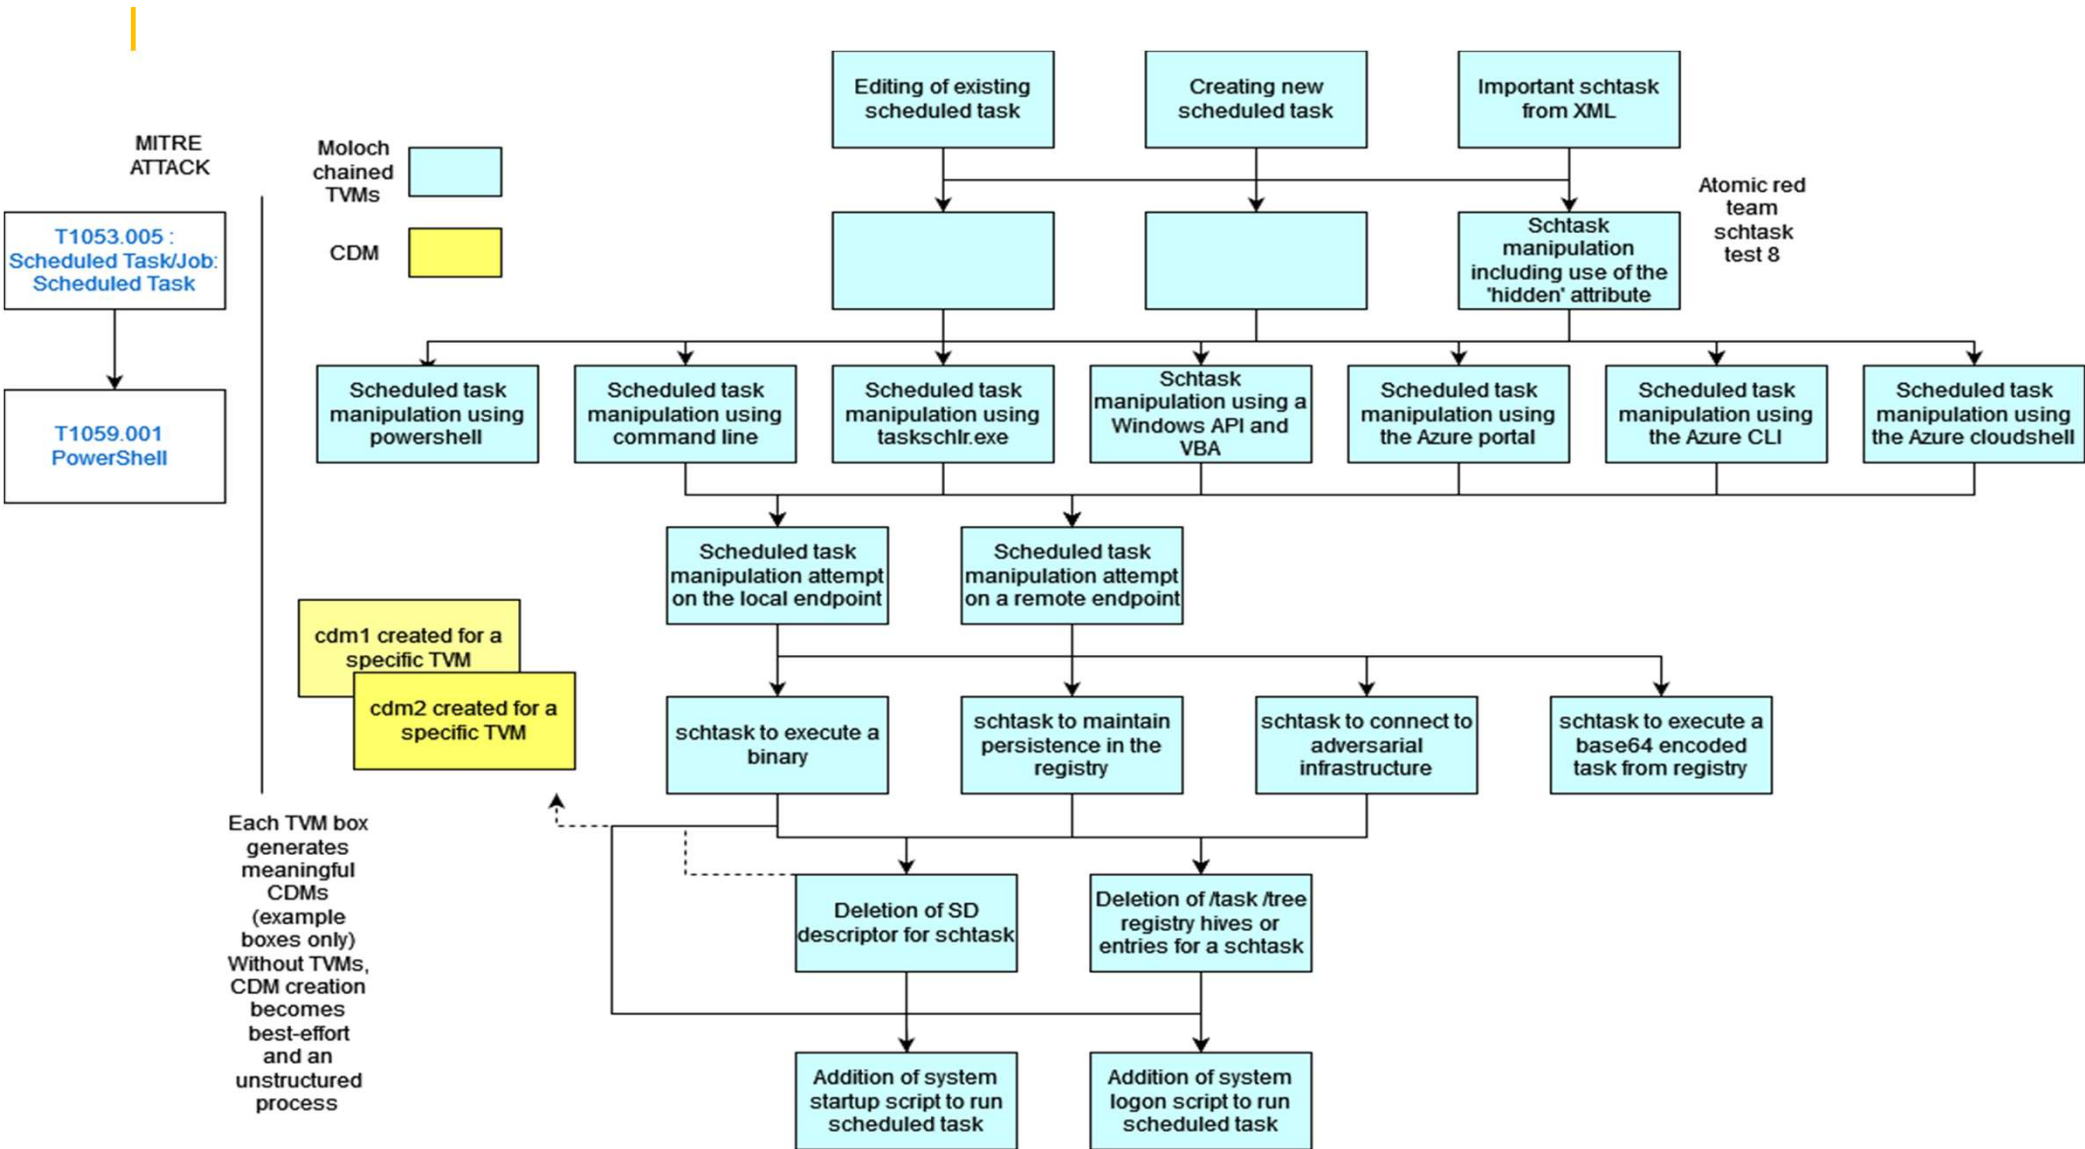 Editing of existing
scheduled task
Creating new
scheduled task
Important schtask
from XML
MITRE
ATTACK
Moloch
chained
TVMs
CDM
Atomic red
team
schtask
test 8
T1053.005 :
Scheduled Task/Job:
Scheduled Task
Schtask
manipulation
including use of the
'hidden' attribute
T1059.001
PowerShell
Scheduled task
manipulation using
powershell
Scheduled task
manipulation using
command line
Scheduled task
manipulation using
taskschlr.exe
Schtask
manipulation using a
Windows API and
VBA
Scheduled task
manipulation using
the Azure portal
Scheduled task
manipulation using
the Azure CLI
Scheduled task
manipulation using
the Azure cloudshell
Scheduled task
manipulation attempt
on the local endpoint
Scheduled task
manipulation attempt
on a remote endpoint
cdm1 created for a
specific TVM
cdm2 created for a
specific TVM
schtask to execute a
binary
schtask to maintain
persistence in the
registry
schtask to connect to
adversarial
infrastructure
schtask to execute a
base64 encoded
task from registry
Each TVM box
generates
meaningful
CDMs
(example
boxes only)
Without TVMs,
CDM creation
becomes
best-effort
and an
unstructured
process
Deletion of SD
descriptor for schtask
Deletion of /task /tree
registry hives or
entries for a schtask
Addition of system
startup script to run
scheduled task
Addition of system
logon script to run
scheduled task